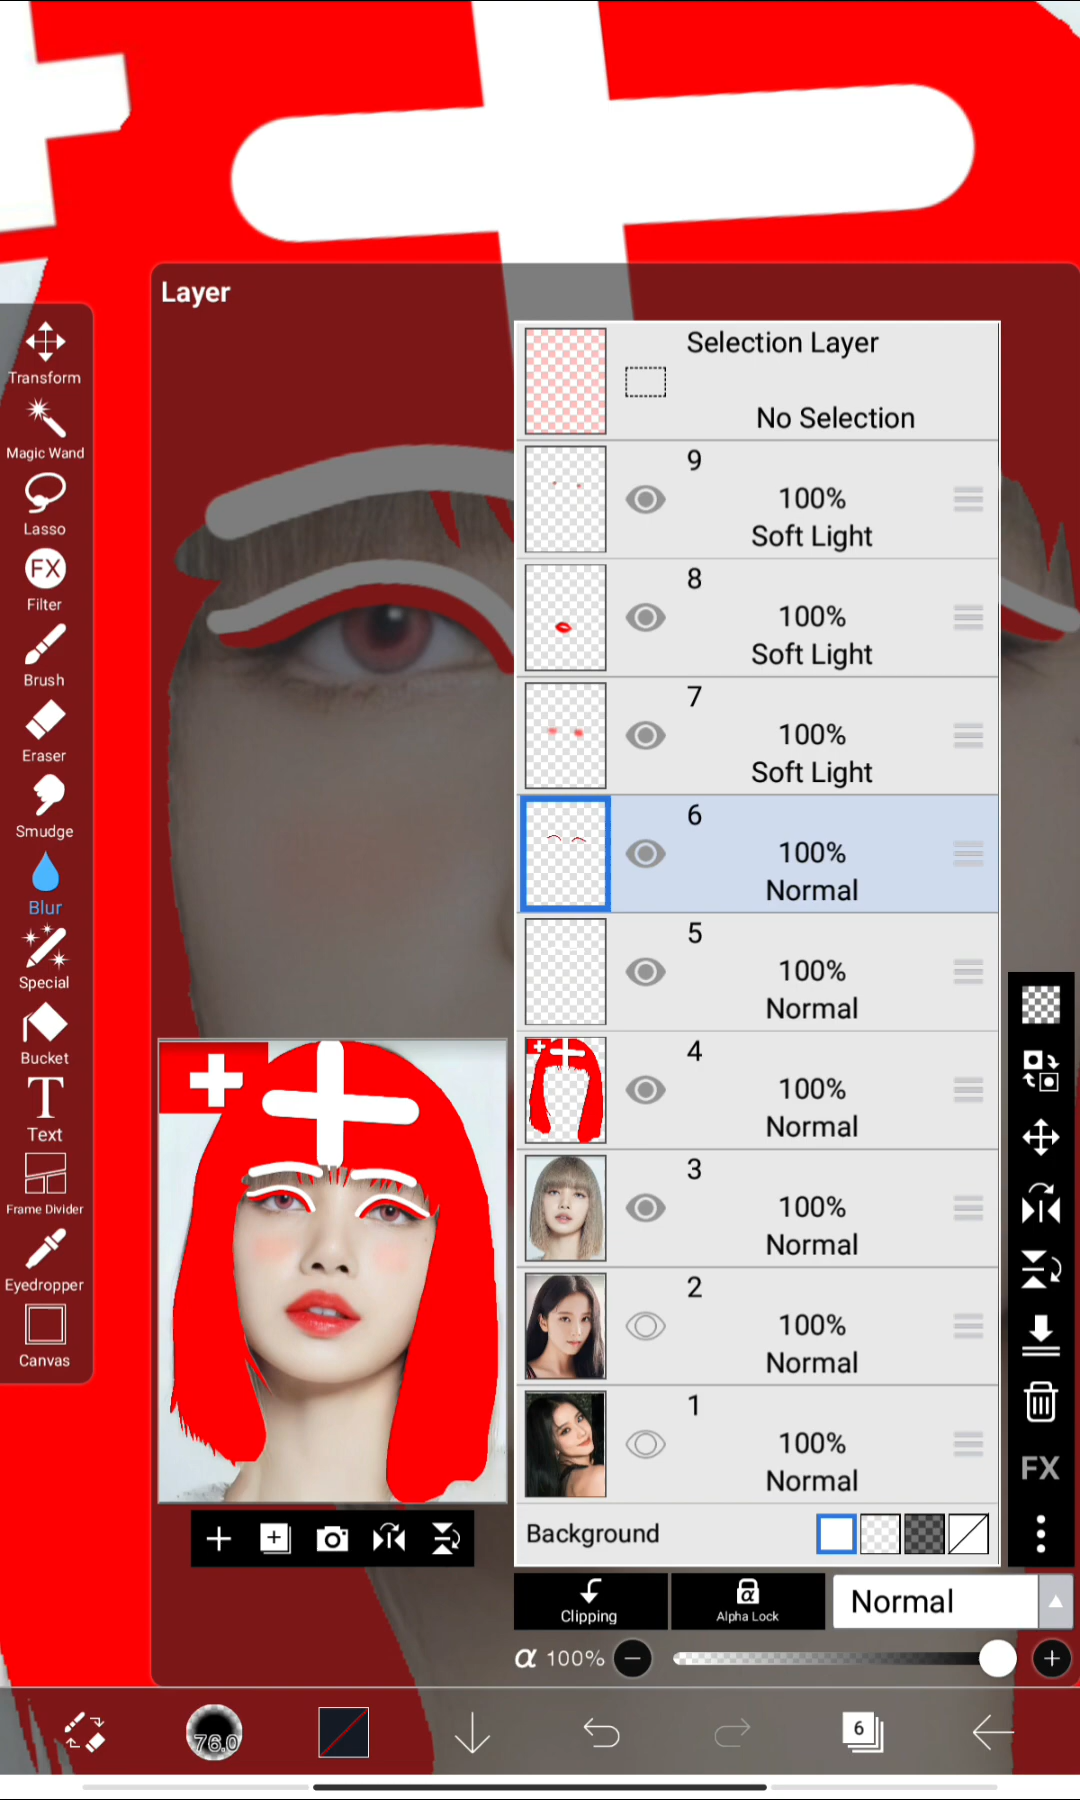 Layer
Transform
Magic Wand
Lasso
FX
Filter
Brush
Eraser
Smudge
Blur
Special
Bucket
T
Text
Frame Divider
Eyedropper
Canvas
Selection Layer
No Selection
9
100%
Soft Light
8
100%
Soft Light
7
100%
Soft Light
6
100%
Normal
5
100%
Normal
4
100%
Normal
3
100%
Normal
2
100%
Normal
1
100%
Normal
Background
FX
Clipping
α
Alpha Lock
Normal
α 100%
76.0
6